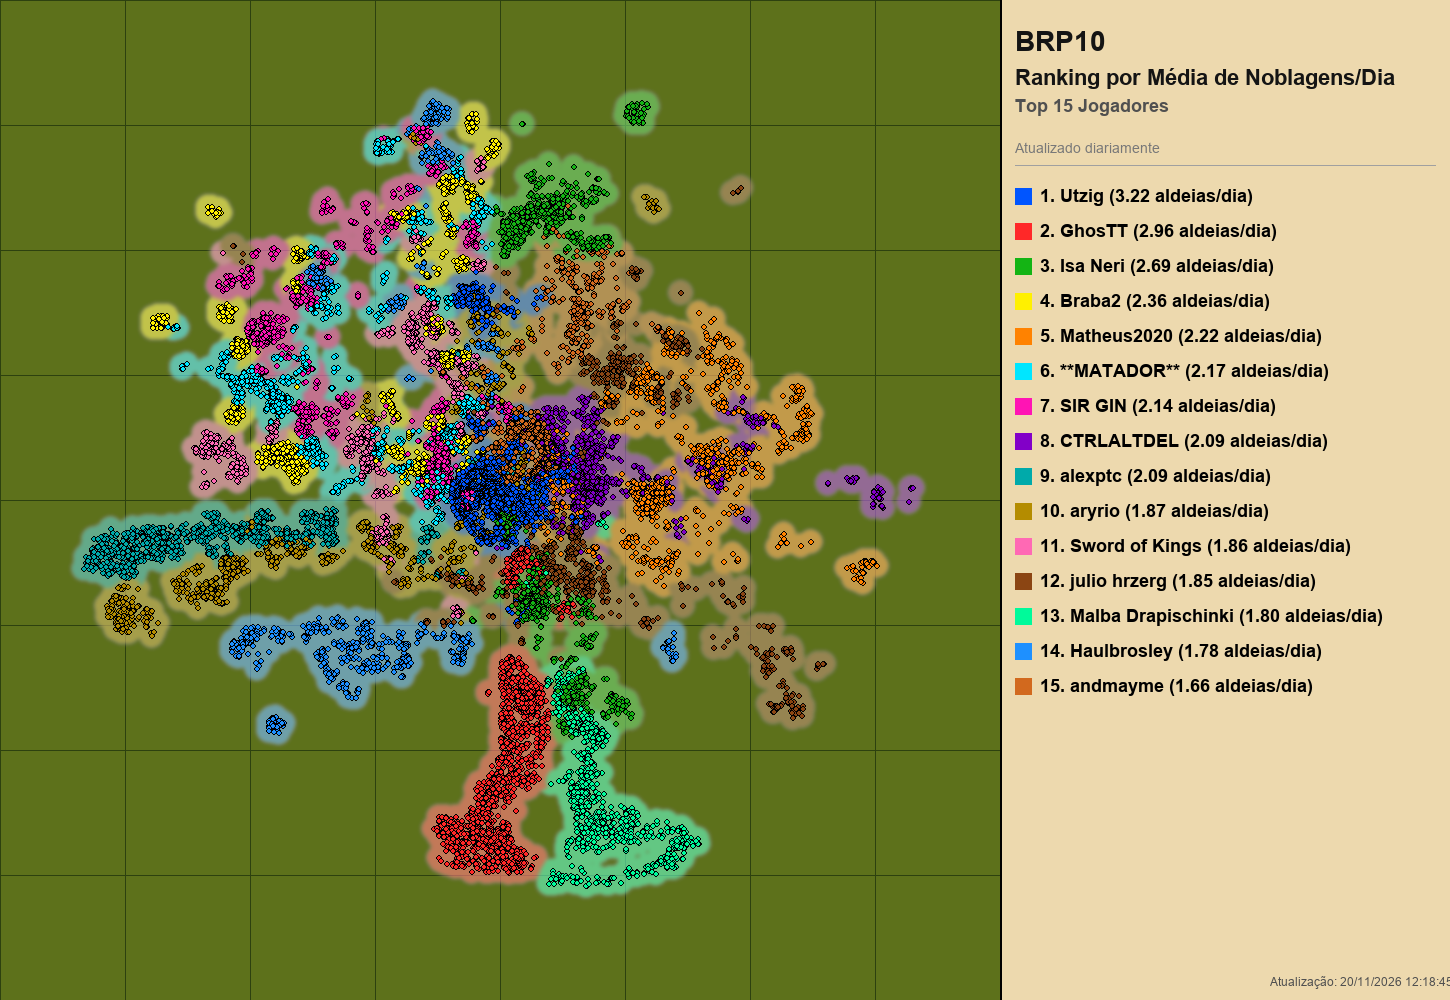 BRP10
Ranking por Média de Noblagens/Dia
Top 15 Jogadores
Atualizado diariamente
1. Utzig (3.22 aldeias/dia)
2. GhosTT (2.96 aldeias/dia)
3. Isa Neri (2.69 aldeias/dia)
4. Braba2 (2.36 aldeias/dia)
5. Matheus2020 (2.22 aldeias/dia)
6. **MATADOR** (2.17 aldeias/dia)
7. SIR GIN (2.14 aldeias/dia)
8. CTRLALTDEL (2.09 aldeias/dia)
9. alexptc (2.09 aldeias/dia)
10. aryrio (1.87 aldeias/dia)
11. Sword of Kings (1.86 aldeias/dia)
12. julio hrzerg (1.85 aldeias/dia)
13. Malba Drapischinki (1.80 aldeias/dia)
14. Haulbrosley (1.78 aldeias/dia)
15. andmayme (1.66 aldeias/dia)
Atualização: 20/11/2026 12:18:45